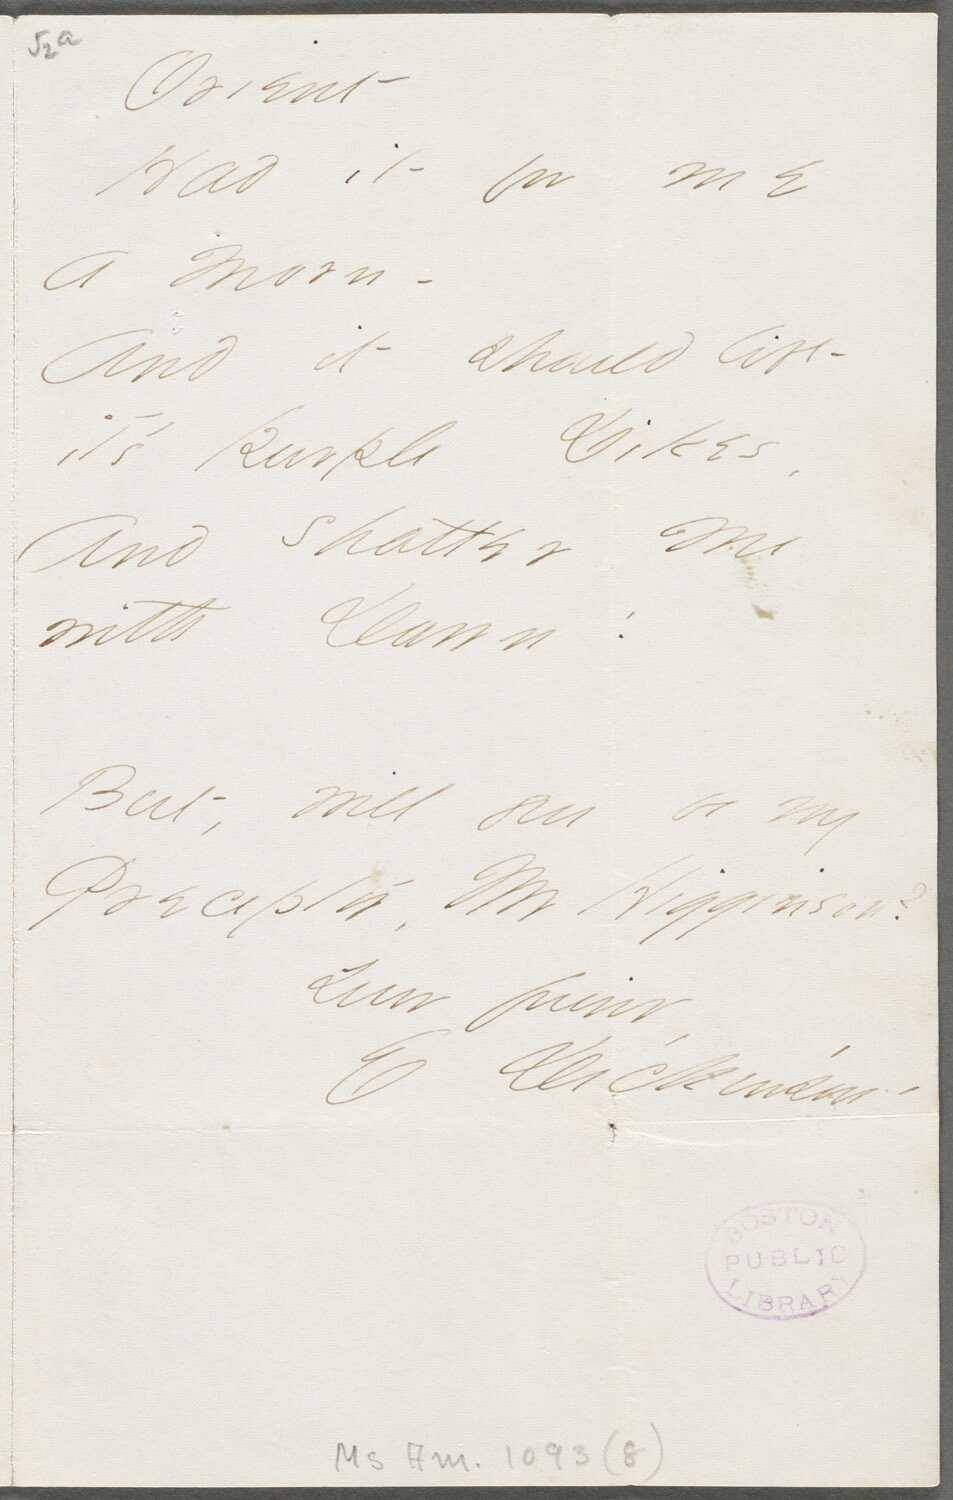 52a
Orient
Had it for me
a Morn -
And it should lift -
it's purple Dikes,
And shatter Me
with Dawn!
But, will you be my
Preceptor, Mr Higginson?
Your friend,
E Dickinson -
BOSTON
PUBLIC
LIBRARY
Ms Am. 1093 (8)